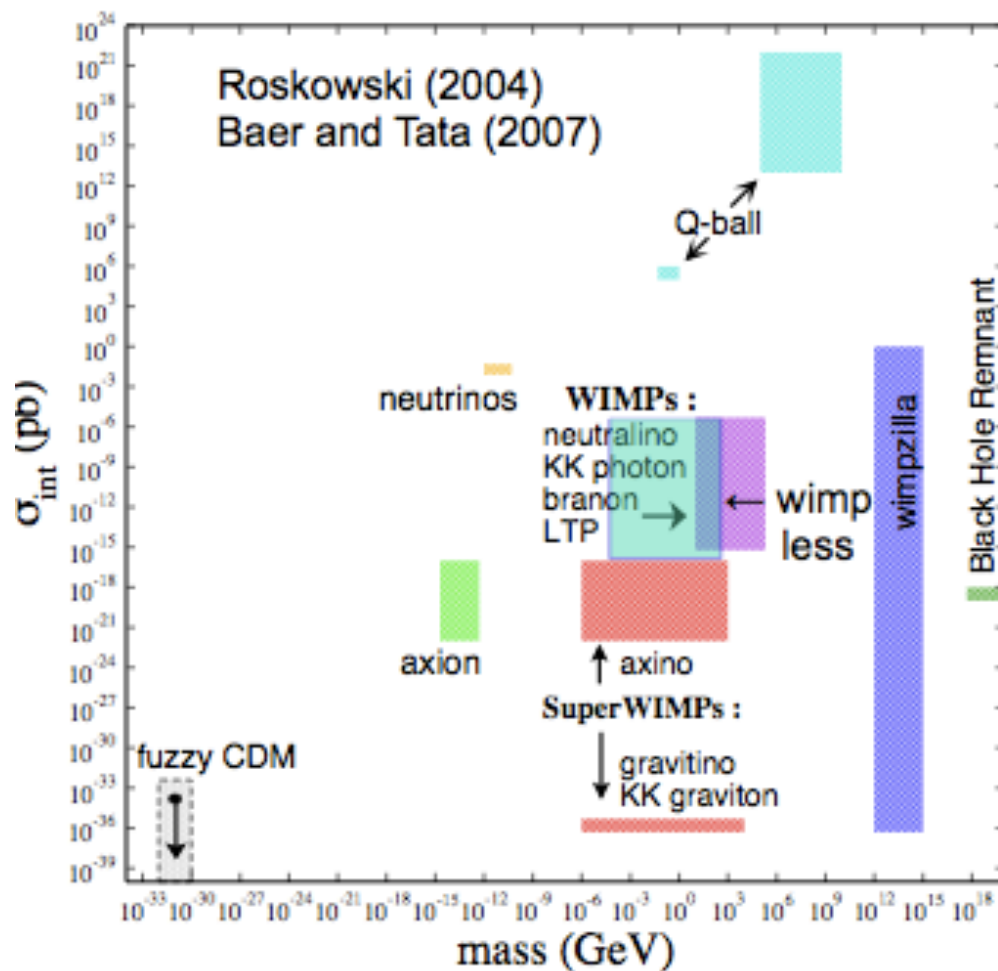 Roskowski (2004)
Baer and Tata (2007)
10^24
10^21
10^18
10^15
10^12
10^9
10^6
10^3
10^0
10^-3
10^-6
10^-9
10^-12
10^-15
10^-18
10^-21
10^-24
10^-27
10^-30
10^-33
10^-36
10^-39
σ_int (pb)
Q-ball
neutrinos
WIMPs :
neutralino
KK photon
branon
LTP
wimp
less
wimpzilla
Black Hole Remnant
axion
axino
SuperWIMPs :
gravitino
KK graviton
fuzzy CDM
10^-33 10^-30 10^-27 10^-24 10^-21 10^-18 10^-15 10^-12 10^-9 10^-6 10^-3 10^0 10^3 10^6 10^9 10^12 10^15 10^18
mass (GeV)